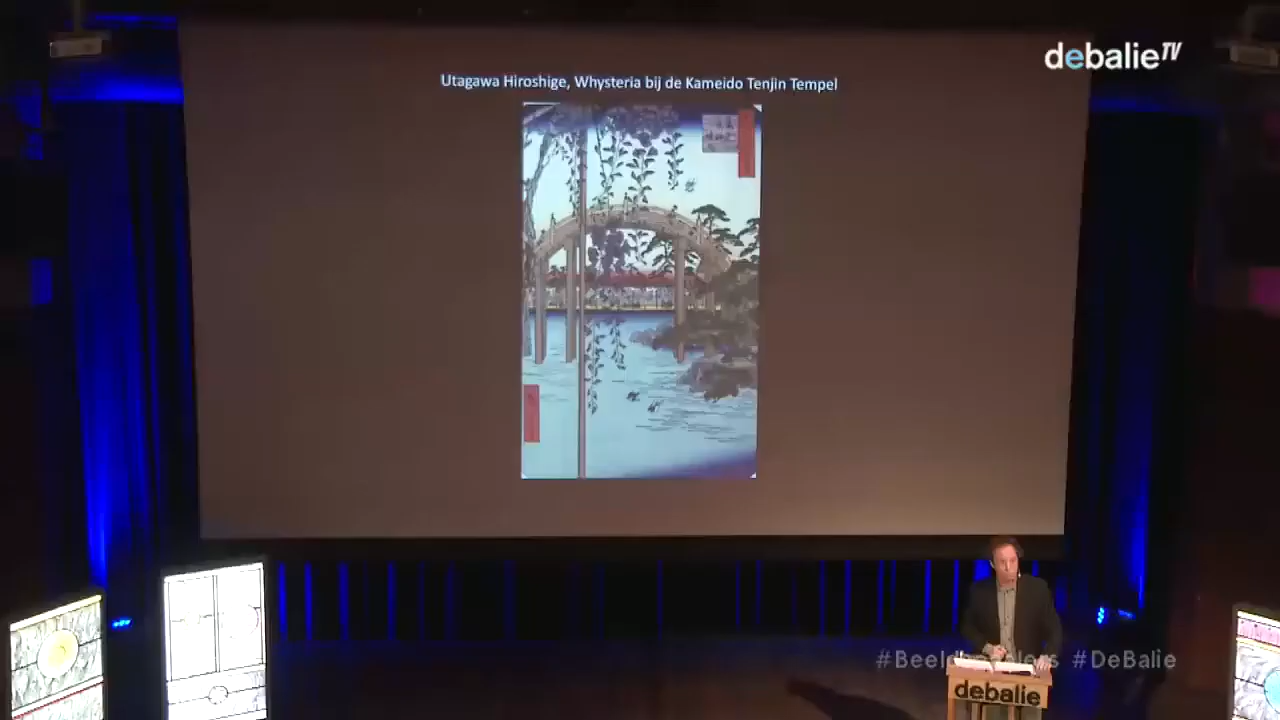 debalieTV
Utagawa Hiroshige, Whysteria bij de Kameido Tenjin Tempel
#DeBalie
debalie